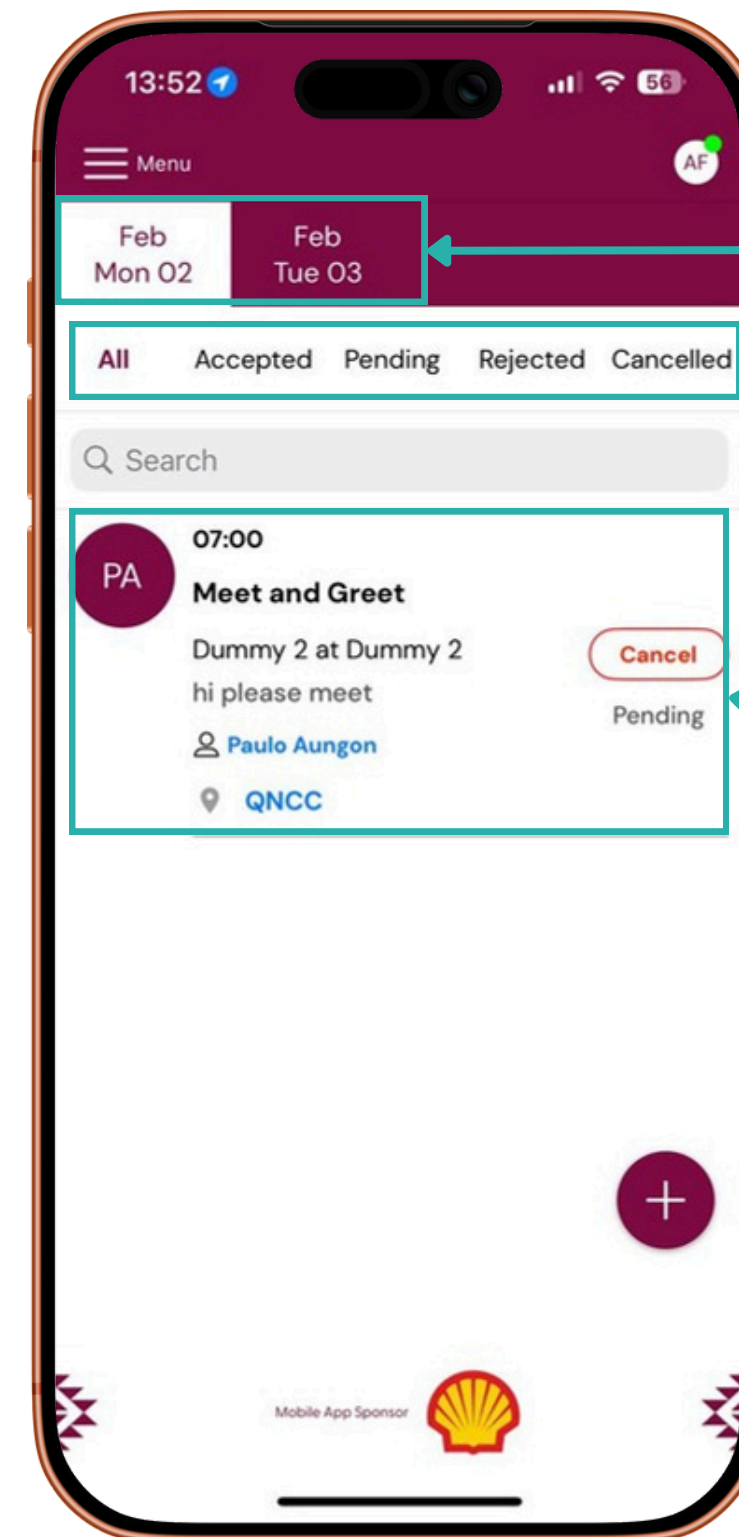 13:52
56
Menu
AF
Feb
Mon 02
Feb
Tue 03
All Accepted Pending Rejected Cancelled
Search
PA
07:00
Meet and Greet
Dummy 2 at Dummy 2
hi please meet
Paulo Aungon
QNCC
Cancel
Pending
Mobile App Sponsor